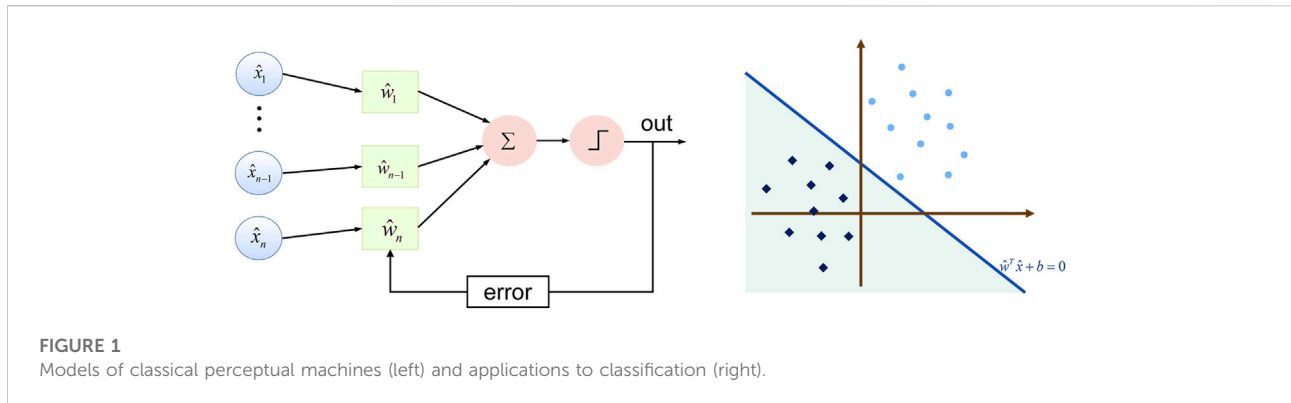 x̂₁
ŵ₁
⋮
x̂ₙ₋₁
ŵₙ₋₁
x̂ₙ
ŵₙ
Σ
out
error
ŵᵀx̂ + b = 0
FIGURE 1
Models of classical perceptual machines (left) and applications to classification (right).